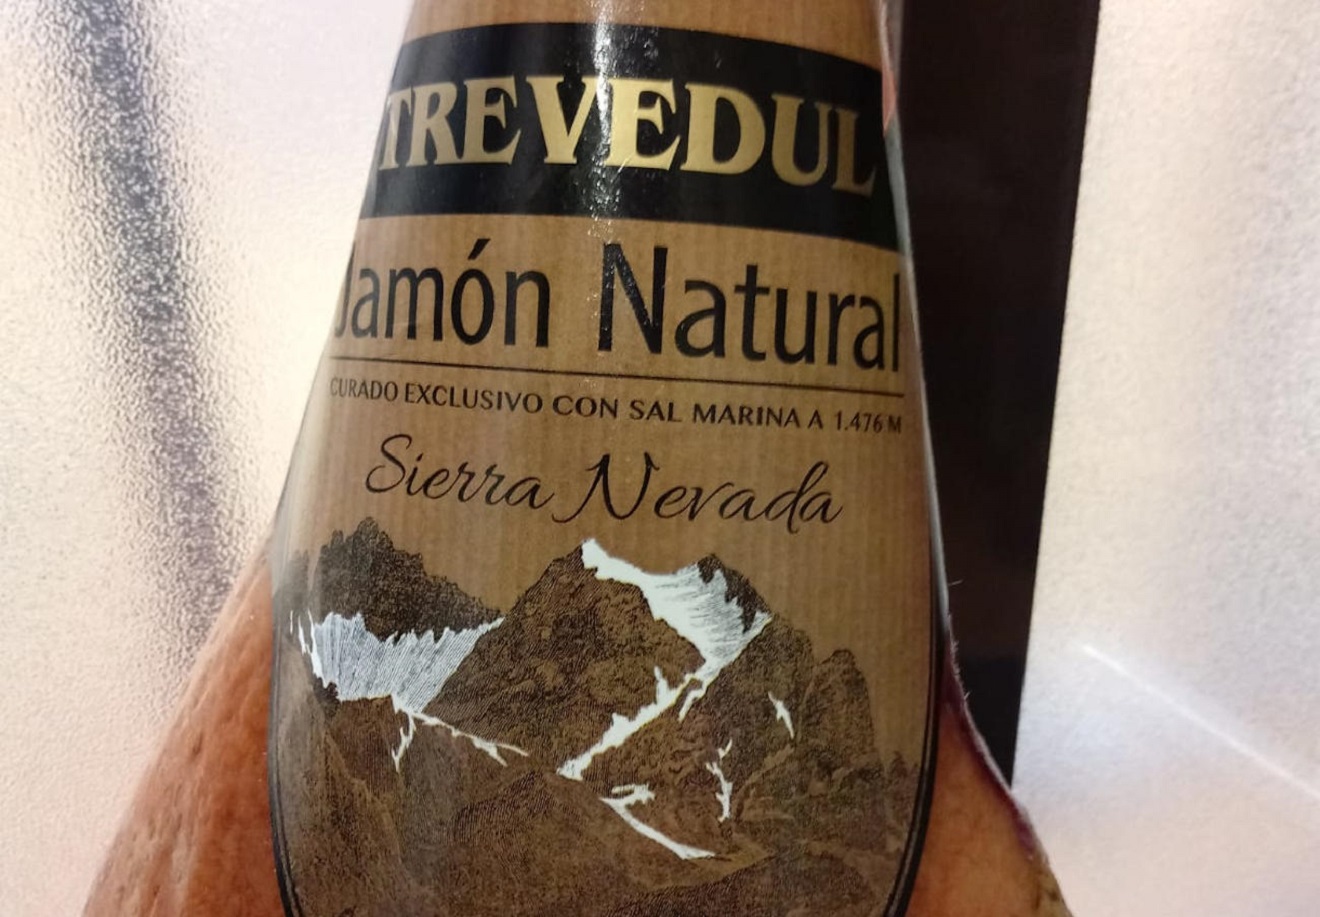 TREVEDUL
Jamón Natural
CURADO EXCLUSIVO CON SAL MARINA A 1.476 M
Sierra Nevada